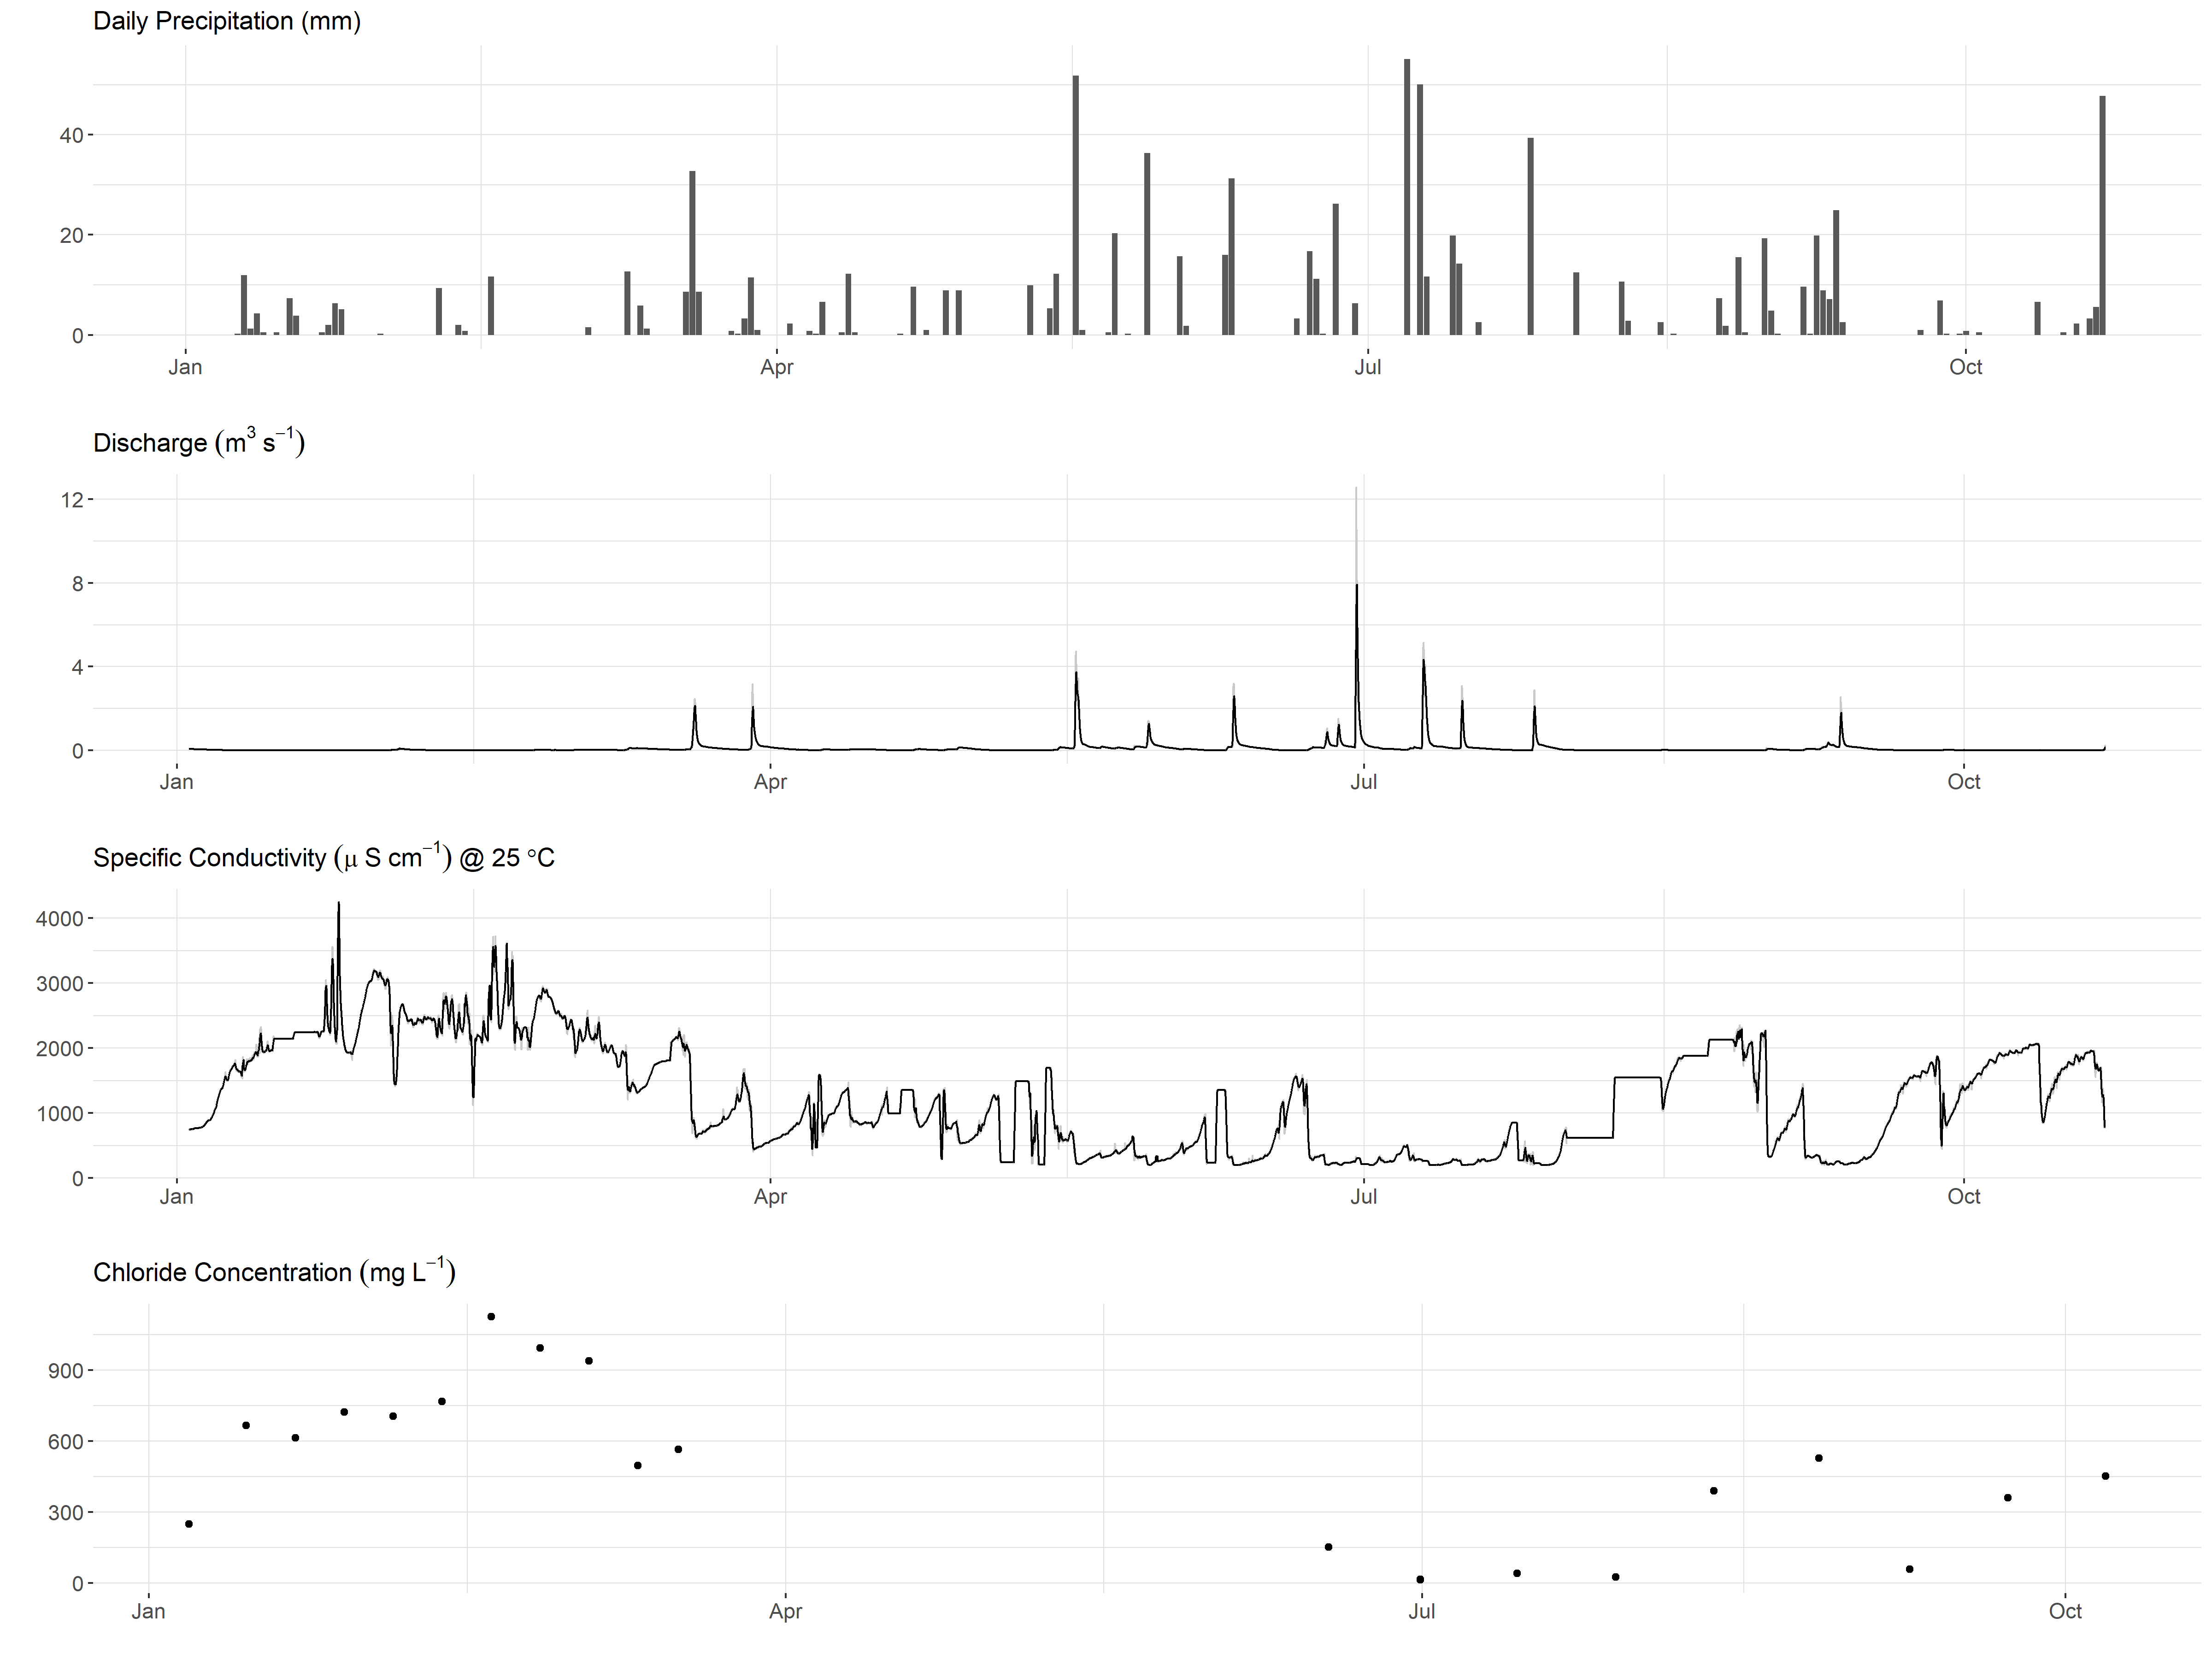 Daily Precipitation (mm)
40
20
0
Jan Apr Jul Oct
Discharge (m³ s⁻¹)
12
8
4
0
Jan Apr Jul Oct
Specific Conductivity (μ S cm⁻¹) @ 25 °C
4000
3000
2000
1000
0
Jan Apr Jul Oct
Chloride Concentration (mg L⁻¹)
900
600
300
0
Jan Apr Jul Oct